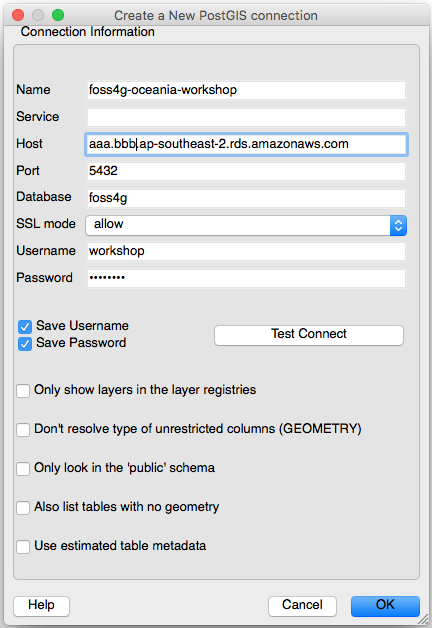 Create a New PostGIS connection
Connection Information
Name foss4g-oceania-workshop
Service
Host aaa.bbb.ap-southeast-2.rds.amazonaws.com
Port 5432
Database foss4g
SSL mode allow
Username workshop
Password ••••••••
Save Username
Test Connect
Save Password
Only show layers in the layer registries
Don't resolve type of unrestricted columns (GEOMETRY)
Only look in the 'public' schema
Also list tables with no geometry
Use estimated table metadata
Help Cancel OK